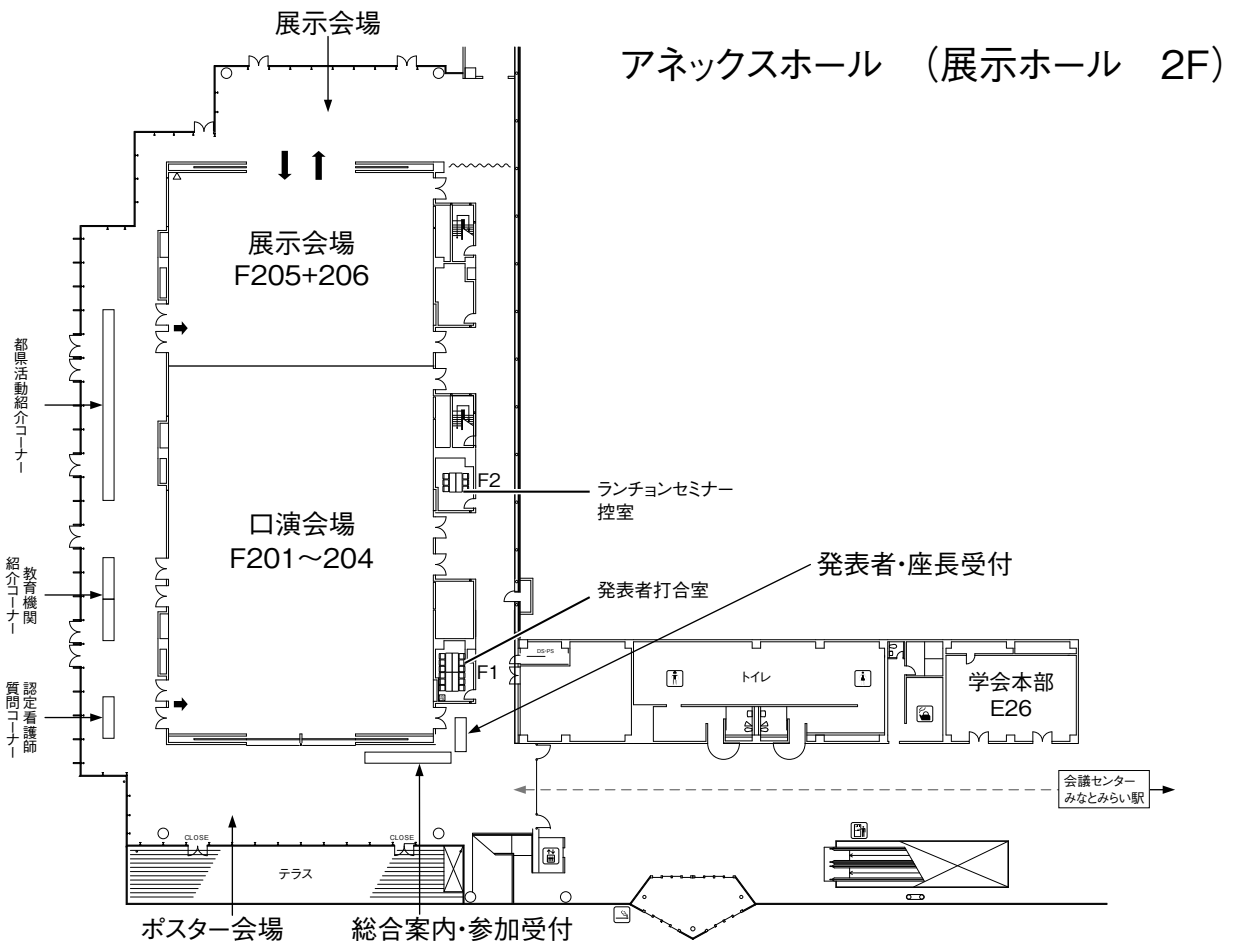 展示会場
アネックスホール （展示ホール 2F）
展示会場
F205+206
都県活動紹介コーナー
F2
ランチョンセミナー
控室
口演会場
F201～204
発表者・座長受付
教育機関
紹介コーナー
発表者打合室
F1
DS/PS
トイレ
学会本部
E26
認定看護師
質問コーナー
会議センター
みなとみらい駅
CLOSE
CLOSE
テラス
ポスター会場
総合案内・参加受付